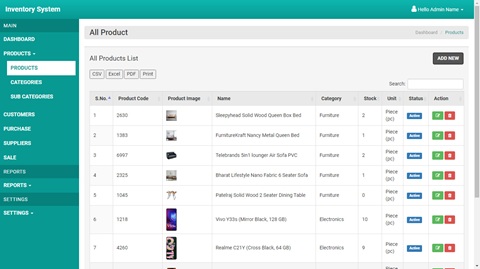 Inventory System
Hello Admin Name
MAIN
DASHBOARD
PRODUCTS
PRODUCTS
CATEGORIES
SUB CATEGORIES
CUSTOMERS
PURCHASE
SUPPLIERS
SALE
REPORTS
REPORTS
SETTINGS
SETTINGS
All Product
Dashboard Products
All Products List
ADD NEW
CSV Excel PDF Print
Search:
S.No. Product Code Product Image Name Category Stock Unit Status Action
1 2630 Sleepyhead Solid Wood Queen Box Bed Furniture 2 Piece (pc) Active
2 1383 FurnitureKraft Nancy Metal Queen Bed Furniture 2 Piece (pc) Active
3 6997 Telebrands 5in1 lounger Air Sofa PVC Furniture 2 Piece (pc) Active
4 2325 Bharat Lifestyle Nano Fabric 6 Seater Sofa Furniture 1 Piece (pc) Active
5 1045 Patelraj Solid Wood 2 Seater Dining Table Furniture 0 Piece (pc) Active
6 1218 Vivo Y33s (Mirror Black, 128 GB) Electronics 10 Piece (pc) Active
7 4260 Realme C21Y (Cross Black, 64 GB) Electronics 9 Piece (pc) Active
Piece